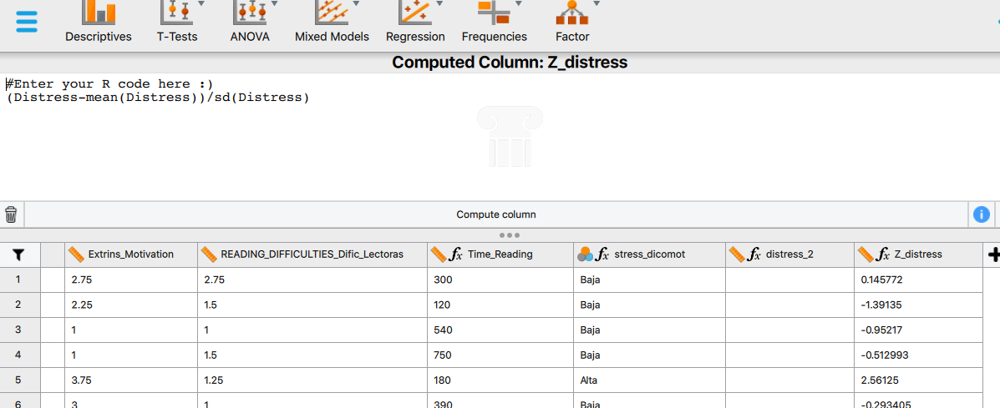 Descriptives T-Tests ANOVA Mixed Models Regression Frequencies Factor
Computed Column: Z_distress
#Enter your R code here :)
(Distress-mean(Distress))/sd(Distress)
Compute column
i
Extrins_Motivation READING_DIFFICULTIES_Dific_Lectoras fx Time_Reading fx stress_dicomot fx distress_2 fx Z_distress
1 2.75 2.75 300 Baja 0.145772
2 2.25 1.5 120 Baja -1.39135
3 1 1 540 Baja -0.95217
4 1 1.5 750 Baja -0.512993
5 3.75 1.25 180 Alta 2.56125
6 3 1 390 Baja -0.293405